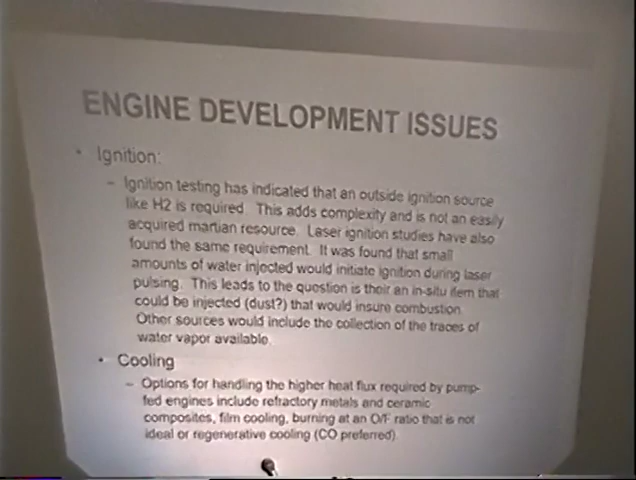 ENGINE DEVELOPMENT ISSUES
• Ignition:
– Ignition testing has indicated that an outside ignition source
like H2 is required. This adds complexity and is not an easily
acquired martian resource. Laser ignition studies have also
found the same requirement. It was found that small
amounts of water injected would initiate ignition during laser
pulsing. This leads to the question is their an in-situ item that
could be injected (dust?) that would insure combustion.
Other sources would include the collection of the traces of
water vapor available.
• Cooling
– Options for handling the higher heat flux required by pump-
fed engines include refractory metals and ceramic
composites, film cooling, burning at an O/F ratio that is not
ideal or regenerative cooling (CO preferred)